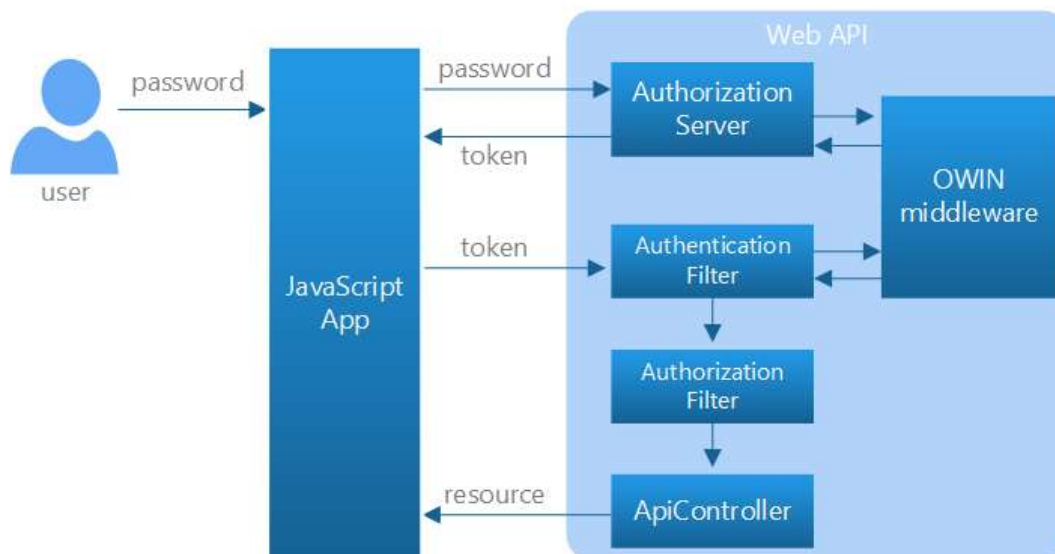 Web API
password
password
Authorization
Server
token
user
OWIN
middleware
token
Authentication
Filter
JavaScript
App
Authorization
Filter
resource
ApiController